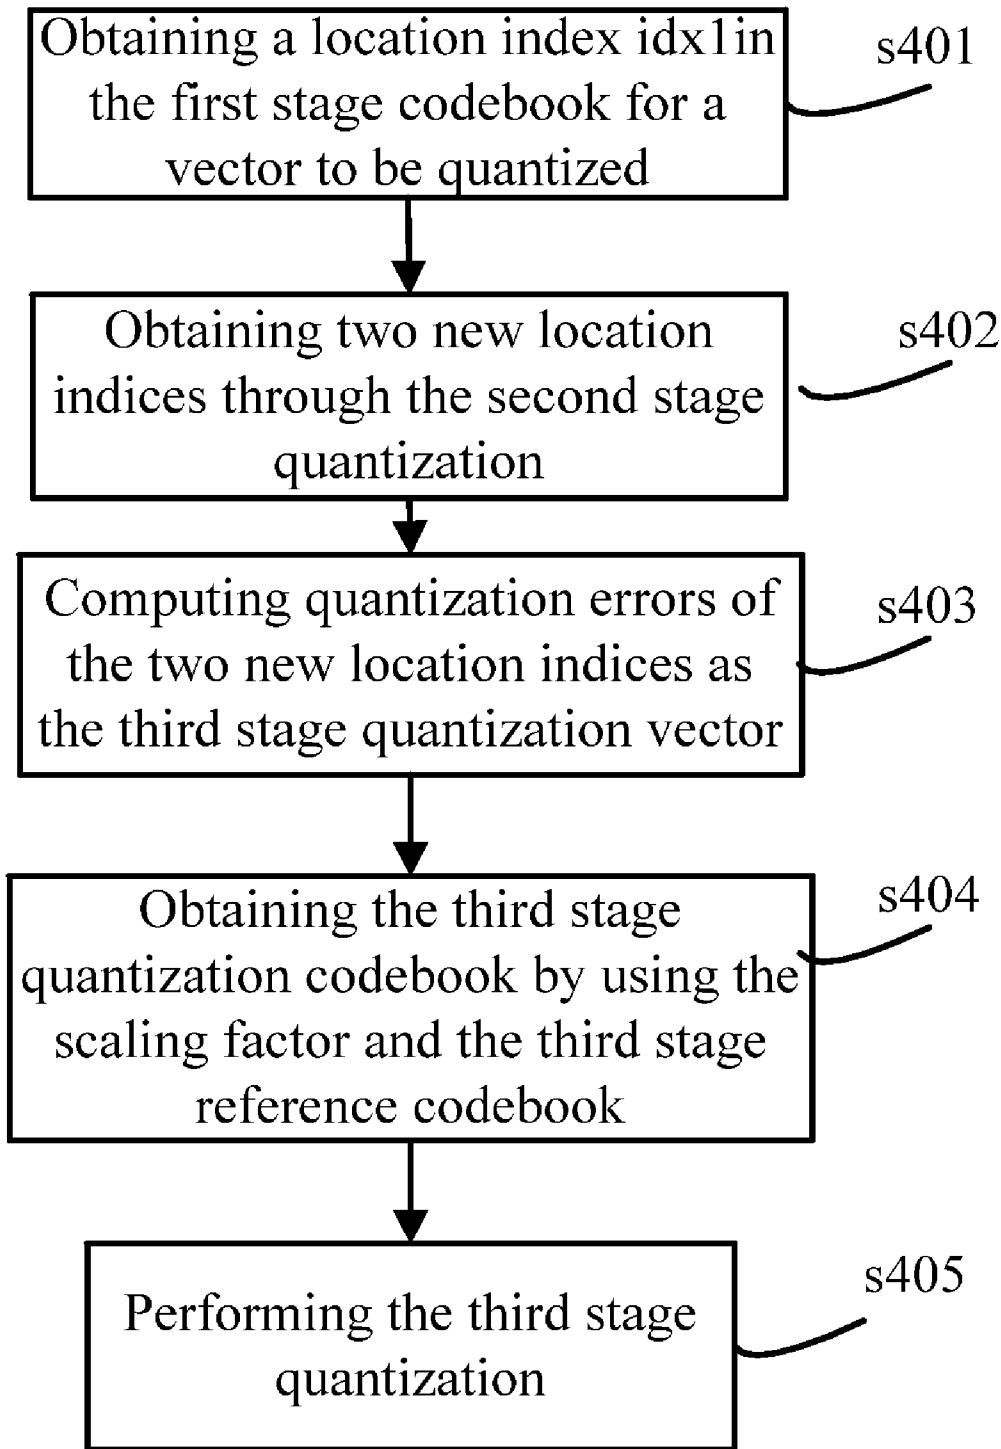 Obtaining a location index idx1in
the first stage codebook for a
vector to be quantized
s401
Obtaining two new location
indices through the second stage
quantization
s402
Computing quantization errors of
the two new location indices as
the third stage quantization vector
s403
Obtaining the third stage
quantization codebook by using the
scaling factor and the third stage
reference codebook
s404
Performing the third stage
quantization
s405